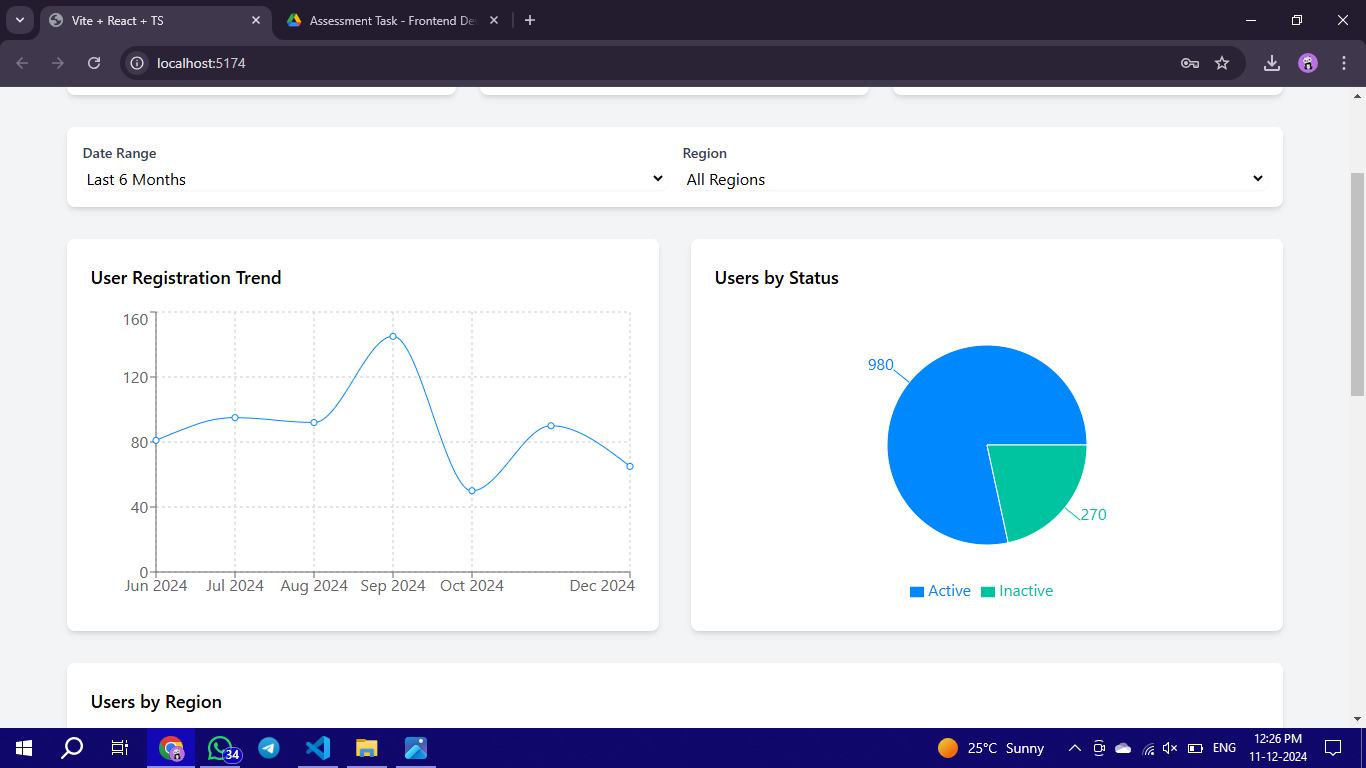 Vite + React + TS
Assessment Task - Frontend De
localhost:5174
Date Range
Region
Last 6 Months
All Regions
User Registration Trend
160
120
80
40
0
Jun 2024 Jul 2024 Aug 2024 Sep 2024 Oct 2024 Dec 2024
Users by Status
980
270
Active Inactive
Users by Region
34
25°C Sunny
ENG
12:26 PM
11-12-2024